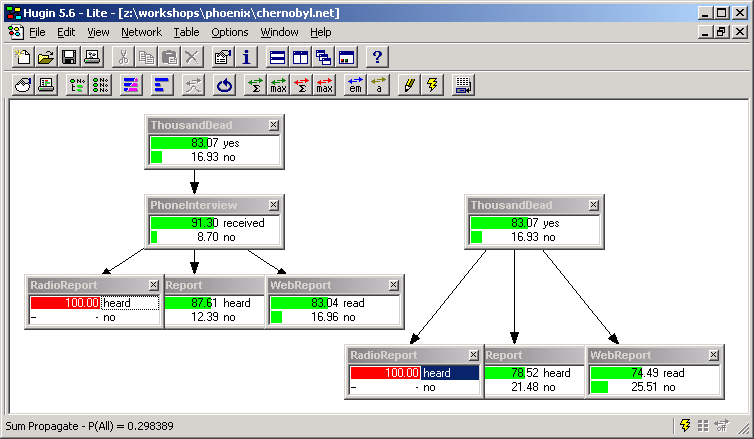 Hugin 5.6 - Lite - [z:\workshops\phoenix\chernobyl.net]
File Edit View Network Table Options Window Help
Σ max Σ max em a
ThousandDead
83.07 yes
16.93 no
PhoneInterview
91.30 received
8.70 no
RadioReport
100.00 heard
- - no
Report
87.61 heard
12.39 no
WebReport
83.04 read
16.96 no
ThousandDead
83.07 yes
16.93 no
RadioReport
100.00 heard
- - no
Report
78.52 heard
21.48 no
WebReport
74.49 read
25.51 no
Sum Propagate - P(All) = 0.298389